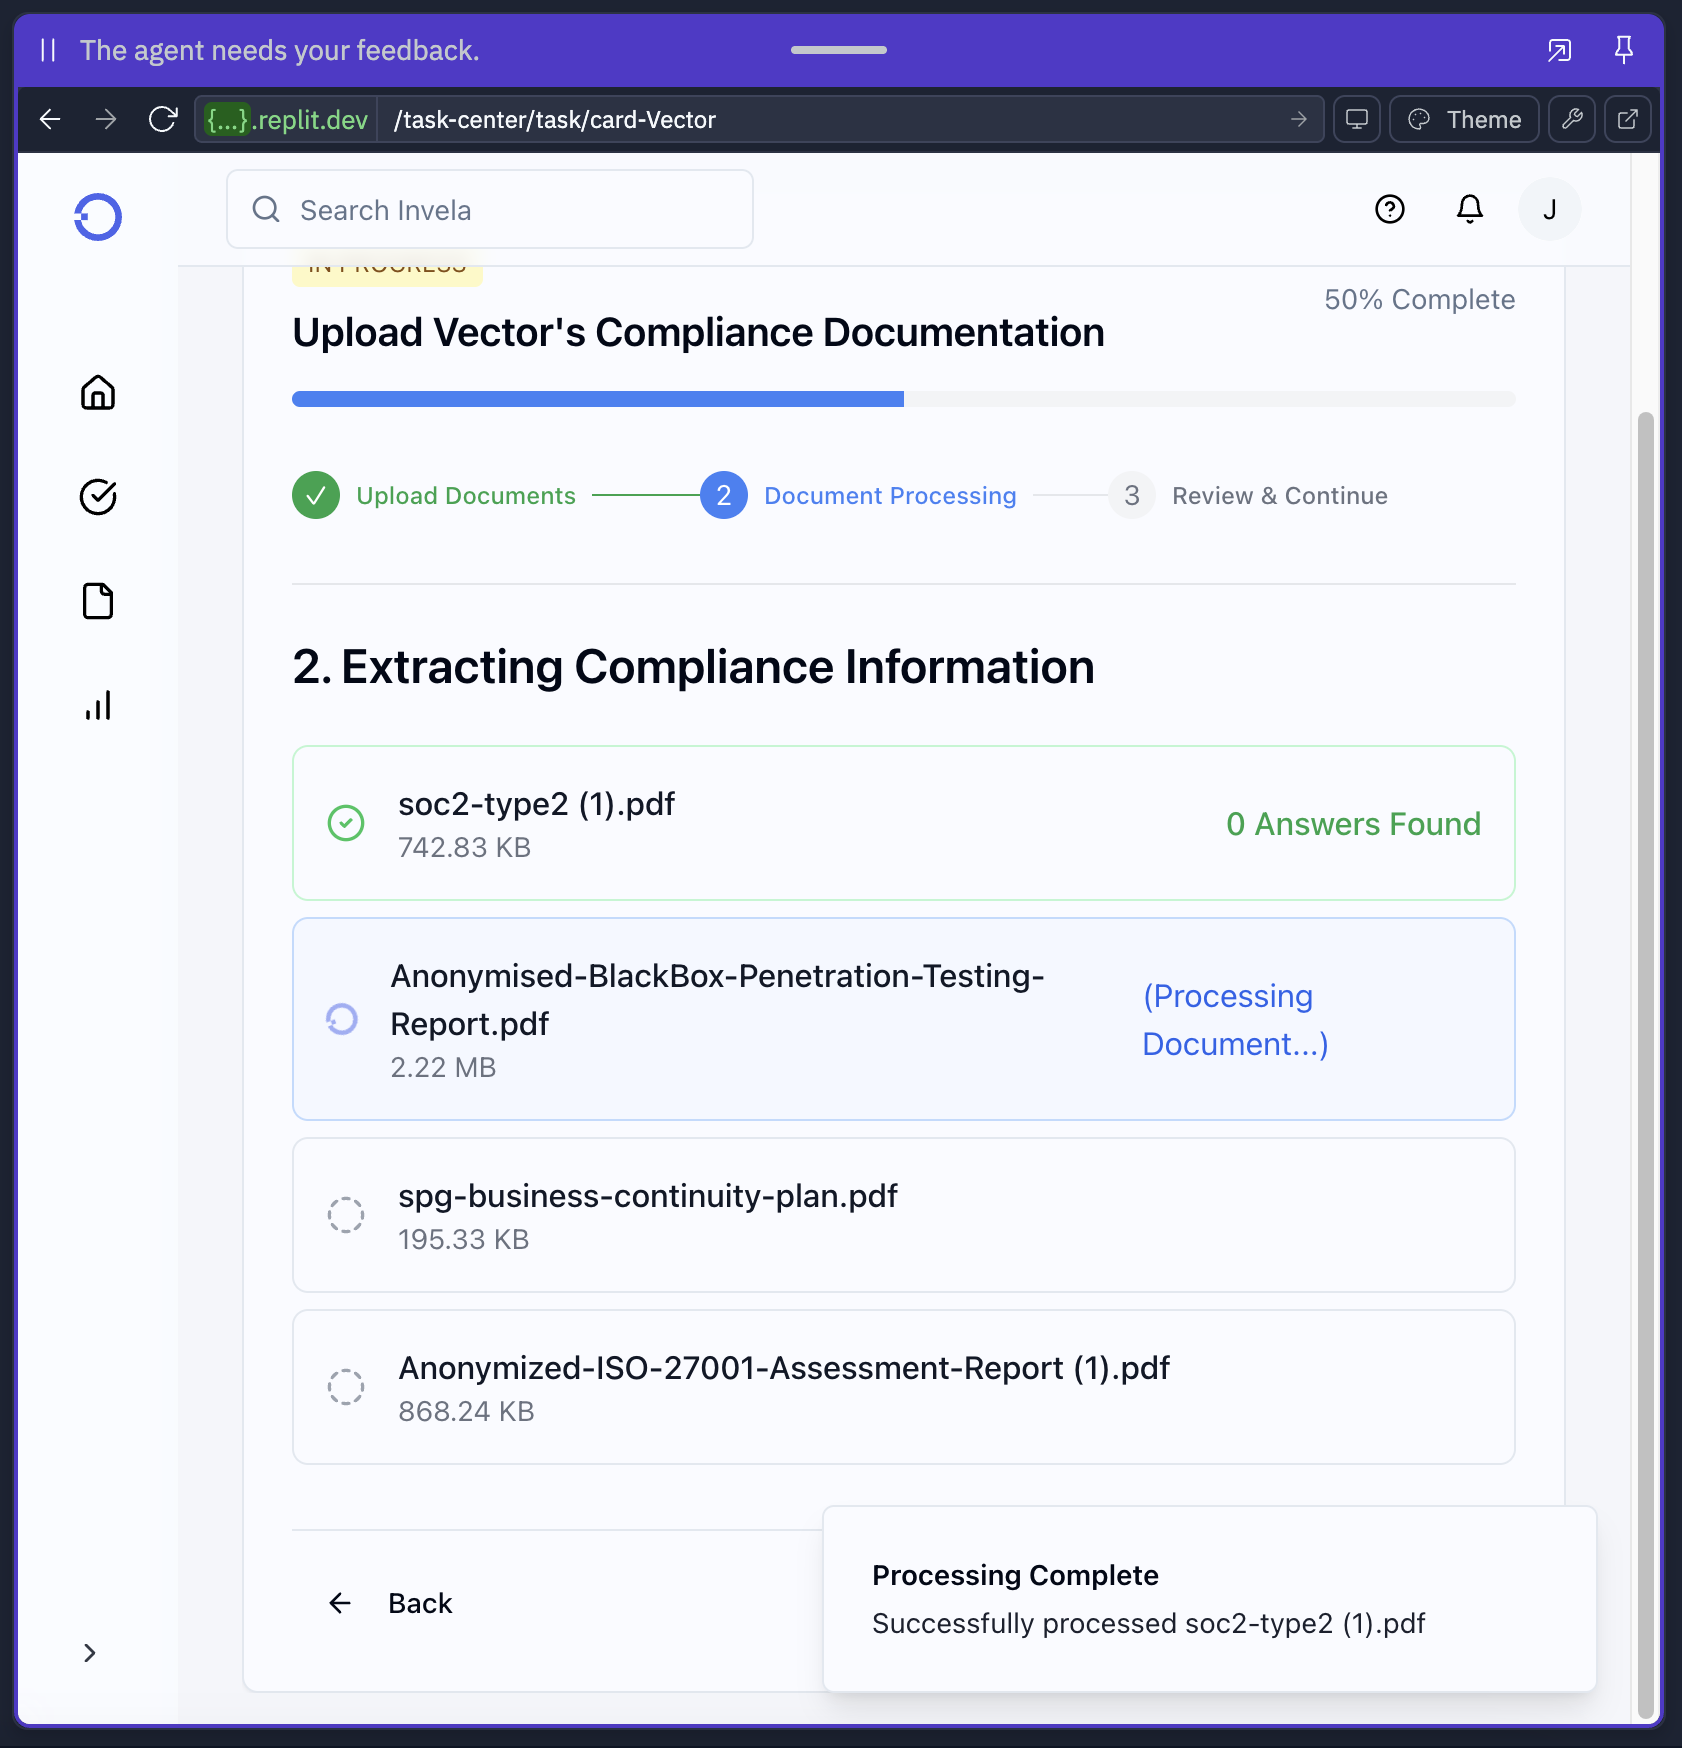 The agent needs your feedback.
{...}.replit.dev
/task-center/task/card-Vector
Theme
Search Invela
J
IN PROGRESS
50% Complete
Upload Vector's Compliance Documentation
Upload Documents
2
Document Processing
3
Review & Continue
2. Extracting Compliance Information
soc2-type2 (1).pdf
742.83 KB
0 Answers Found
Anonymised-BlackBox-Penetration-Testing-
Report.pdf
2.22 MB
(Processing
Document...)
spg-business-continuity-plan.pdf
195.33 KB
Anonymized-ISO-27001-Assessment-Report (1).pdf
868.24 KB
Back
Processing Complete
Successfully processed soc2-type2 (1).pdf